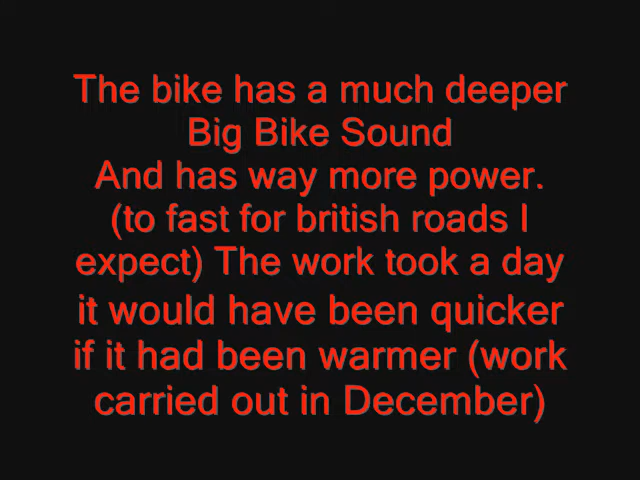 The bike has a much deeper
Big Bike Sound
And has way more power.
(to fast for british roads I
expect) The work took a day
it would have been quicker
if it had been warmer (work
carried out in December)